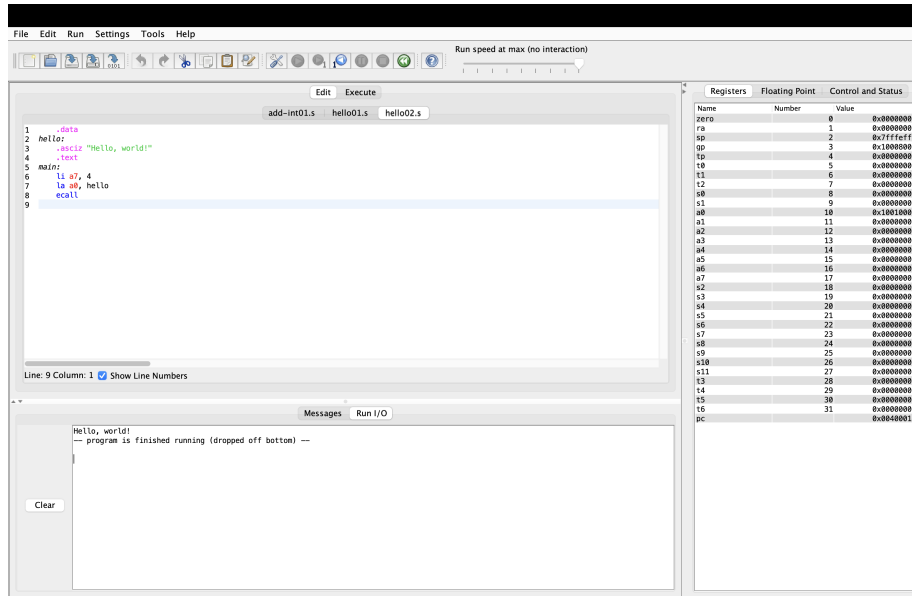 File Edit Run Settings Tools Help
Run speed at max (no interaction)
Edit Execute
add-int01.s hello01.s hello02.s
1 .data
2 hello:
3 .asciz "Hello, world!"
4 .text
5 main:
6 li a7, 4
7 la a0, hello
8 ecall
9
Line: 9 Column: 1 Show Line Numbers
Messages Run I/O
Hello, world!
-- program is finished running (dropped off bottom) --
Clear
Registers Floating Point Control and Status
Name Number Value
zero 0 0x0000000
ra 1 0x0000000
sp 2 0x7fffeff
gp 3 0x1000800
tp 4 0x0000000
t0 5 0x0000000
t1 6 0x0000000
t2 7 0x0000000
s0 8 0x0000000
s1 9 0x0000000
a0 10 0x1001000
a1 11 0x0000000
a2 12 0x0000000
a3 13 0x0000000
a4 14 0x0000000
a5 15 0x0000000
a6 16 0x0000000
a7 17 0x0000000
s2 18 0x0000000
s3 19 0x0000000
s4 20 0x0000000
s5 21 0x0000000
s6 22 0x0000000
s7 23 0x0000000
s8 24 0x0000000
s9 25 0x0000000
s10 26 0x0000000
s11 27 0x0000000
t3 28 0x0000000
t4 29 0x0000000
t5 30 0x0000000
t6 31 0x0000000
pc 0x0040001